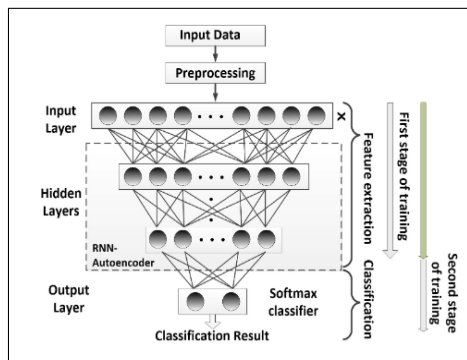 Input Data
Preprocessing
Input
Layer
x
Hidden
Layers
RNN-
Autoencoder
Output
Layer
Softmax
classifier
Classification Result
Feature extraction
Classification
First stage of training
Second stage
of training